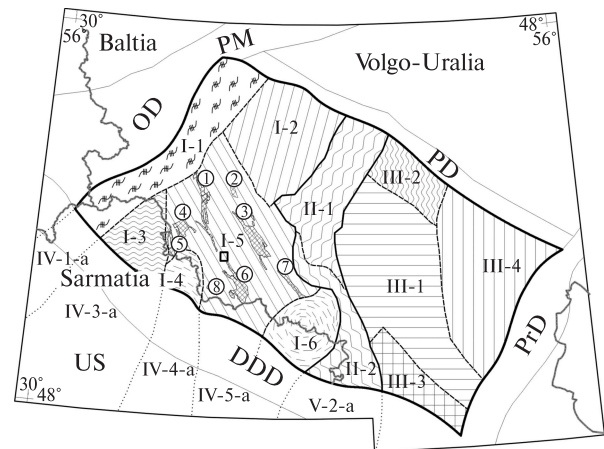 30°
56°
48°
56°
Baltia
PM
Volgo-Uralia
OD
I-2
I-1
PD
III-2
1
2
II-1
4
3
I-3
5
I-5
III-4
IV-1-a
Sarmatia
I-4
6
7
III-1
8
IV-3-a
PrD
I-6
US
DDD
IV-4-a
II-2
III-3
30°
48°
IV-5-a
V-2-a